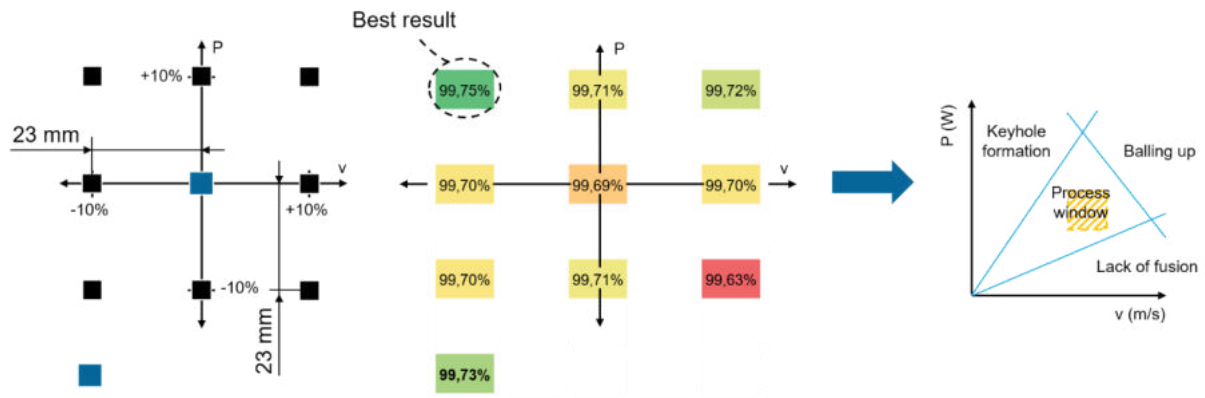 Best result
P
+10%
23 mm
v
-10%
+10%
-10%
23 mm
P
99,75%
99,71%
99,72%
v
99,70%
99,69%
99,70%
99,70%
99,71%
99,63%
99,73%
P (W)
Keyhole
formation
Balling up
Process
window
Lack of fusion
v (m/s)